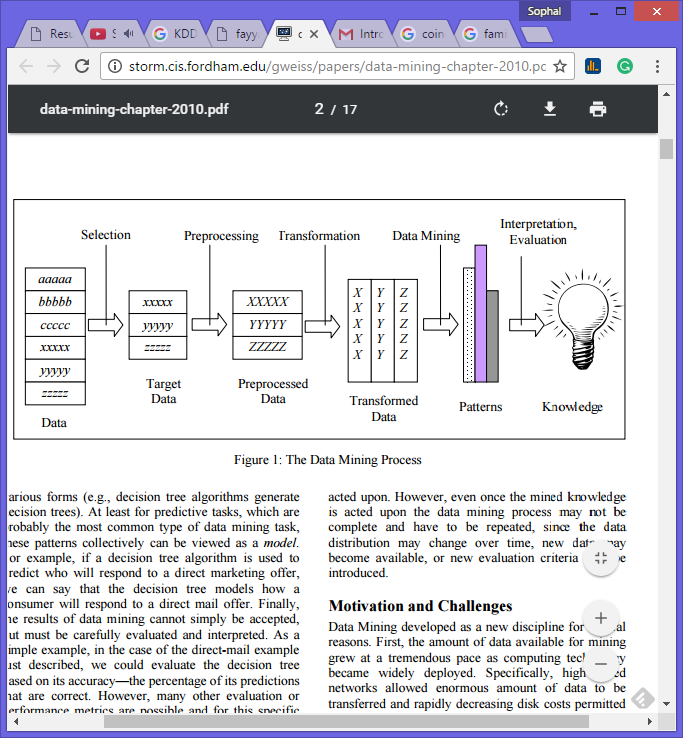 Sophal
Resu
S
KDD
fayy
c
Intro
coin
fami
storm.cis.fordham.edu/gweiss/papers/data-mining-chapter-2010.pc
data-mining-chapter-2010.pdf
2 / 17
Selection
Preprocessing
Transformation
Data Mining
Interpretation,
Evaluation
aaaaa
bbbbb
ccccc
xxxxx
yyyyy
zzzzz
xxxxx
yyyyy
zzzzz
XXXXX
YYYYY
ZZZZZ
X Y Z
X Y Z
X Y Z
X Y Z
X Y Z
Data
Target
Data
Preprocessed
Data
Transformed
Data
Patterns
Knowledge
Figure 1: The Data Mining Process
arious forms (e.g., decision tree algorithms generate
ecision trees). At least for predictive tasks, which are
robably the most common type of data mining task,
hese patterns collectively can be viewed as a model.
or example, if a decision tree algorithm is used to
redict who will respond to a direct marketing offer,
we can say that the decision tree models how a
onsumer will respond to a direct mail offer. Finally,
he results of data mining cannot simply be accepted,
ut must be carefully evaluated and interpreted. As a
imple example, in the case of the direct-mail example
ust described, we could evaluate the decision tree
ased on its accuracy—the percentage of its predictions
hat are correct. However, many other evaluation or
erformance metrics are possible and for this specific
acted upon. However, even once the mined knowledge
is acted upon the data mining process may not be
complete and have to be repeated, since the data
distribution may change over time, new data may
become available, or new evaluation criteria
introduced.
Motivation and Challenges
Data Mining developed as a new discipline for
reasons. First, the amount of data available for mining
grew at a tremendous pace as computing
became widely deployed. Specifically,
networks allowed enormous amount of data to be
transferred and rapidly decreasing disk costs permitted